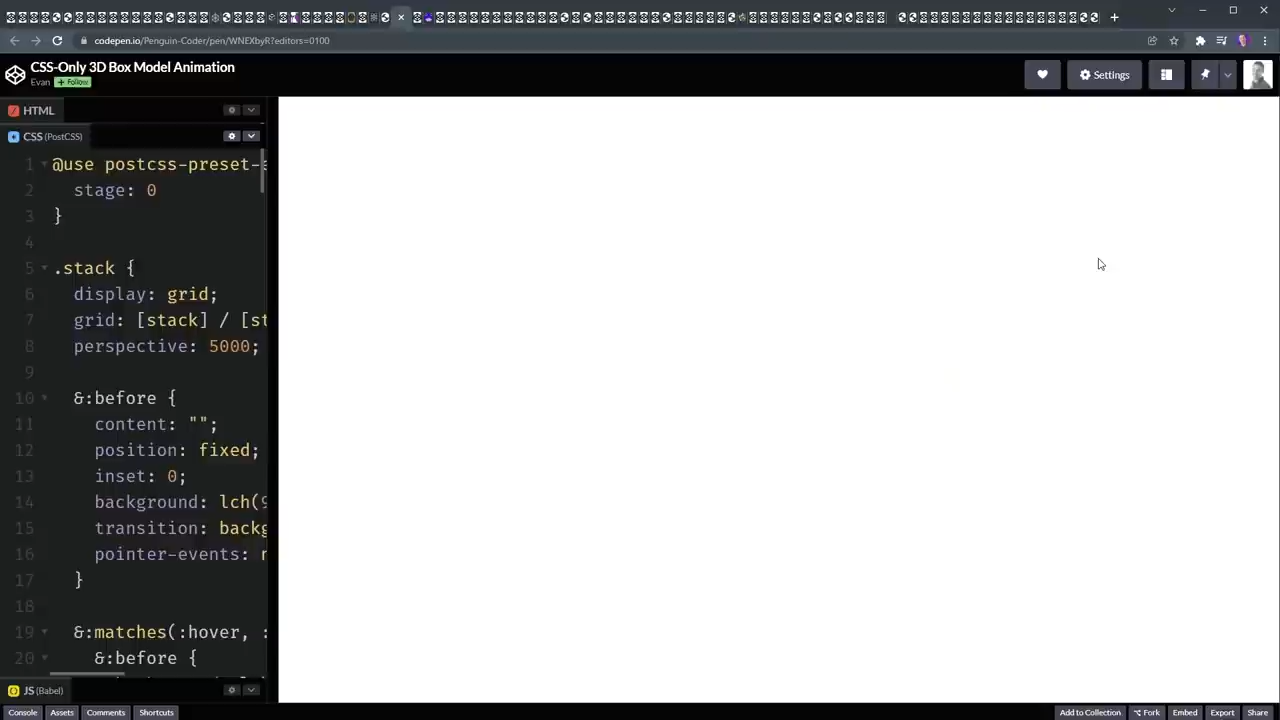 codepen.io/Penguin-Coder/pen/WNEXbyR?editors=0100
CSS-Only 3D Box Model Animation
Evan + Follow
Settings
HTML
CSS (PostCSS)
1 @use postcss-preset-
2 stage: 0
3 }
4
5 .stack {
6 display: grid;
7 grid: [stack] / [st
8 perspective: 5000;
9
10 &:before {
11 content: "";
12 position: fixed;
13 inset: 0;
14 background: lch(9
15 transition: backg
16 pointer-events: n
17 }
18
19 &:matches(:hover, :
20 &:before {
JS (Babel)
Console Assets Comments Shortcuts Add to Collection Fork Embed Export Share